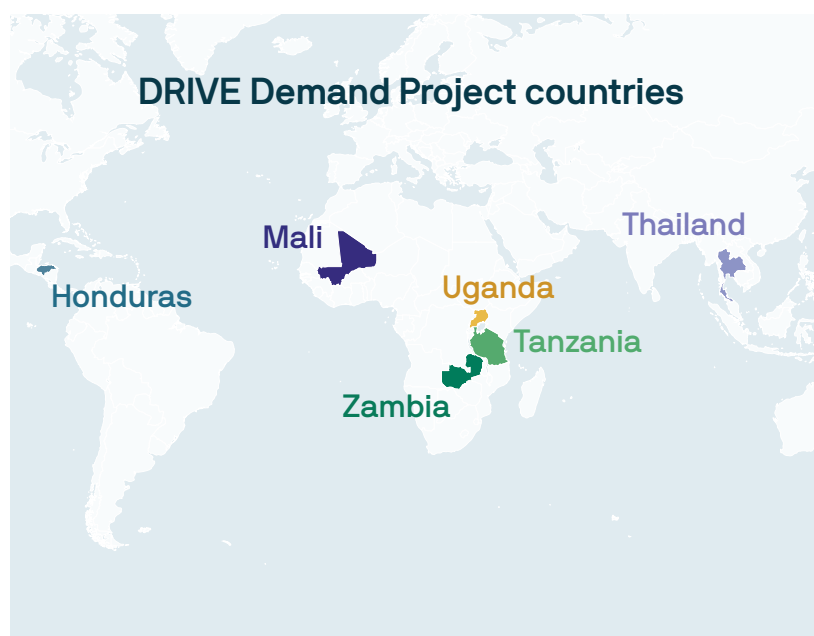 DRIVE Demand Project countries
Thailand
Mali
Uganda
Honduras
Tanzania
Zambia